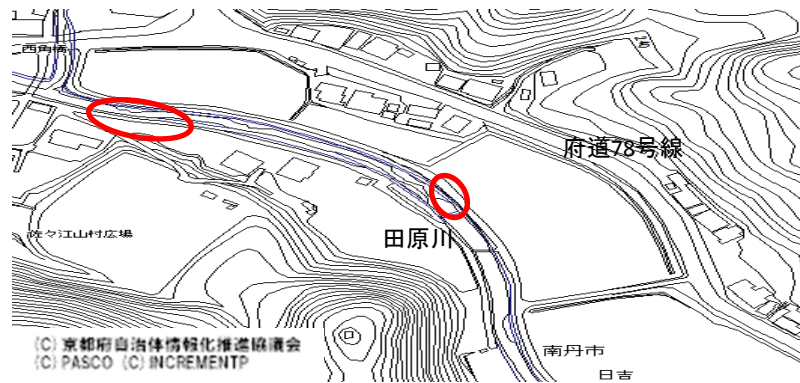 西角橋
府道78号線
田原川
佐々江山村広場
南丹市
日吉
(C) 京都府自治体情報化推進協議会
(C) PASCO (C) INCREMENTP